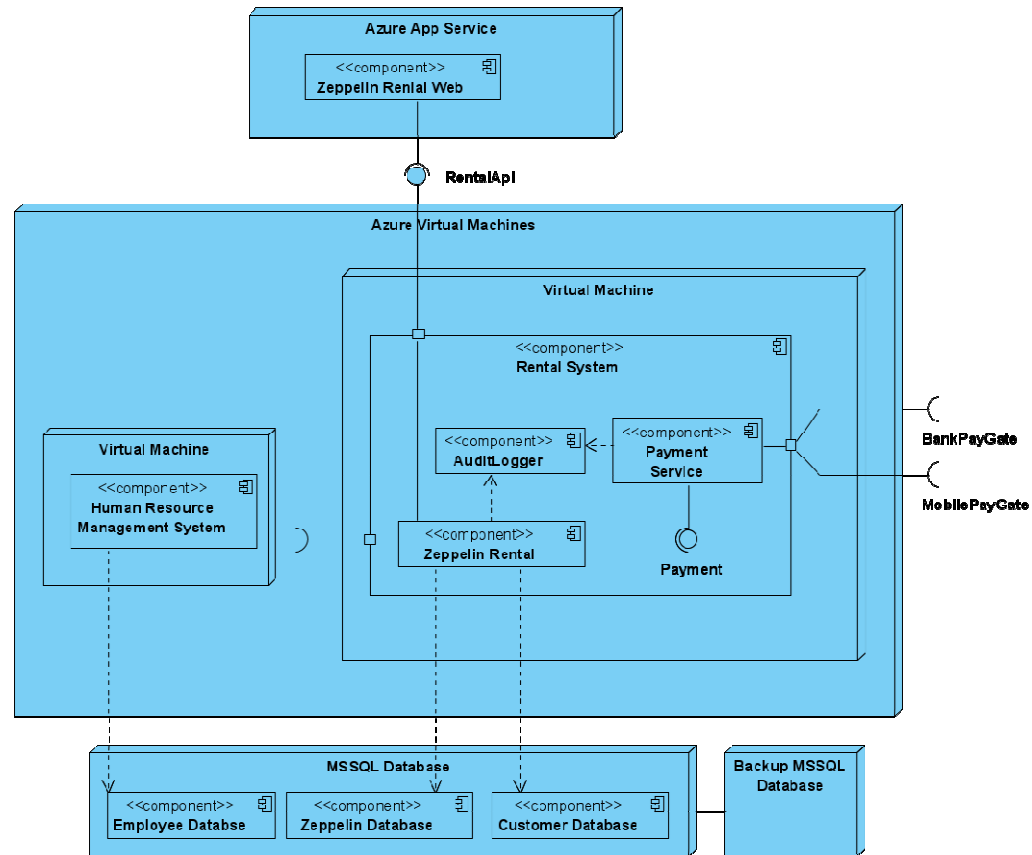 Azure App Service
<<component>>
Zeppelin Renlal Web
RentalApI
Azure Virtual Machines
Virtual Machine
<<component>>
Rental System
<<component>>
AuditLogger
<<component>>
Payment
Service
BankPayGate
MobilePayGate
Virtual Machine
<<component>>
Human Resource
Management System
<<component>>
Zeppelin Rental
Payment
MSSQL Database
<<component>>
Employee Databse
<<component>>
Zeppelin Database
<<component>>
Customer Database
Backup MSSQL
Database